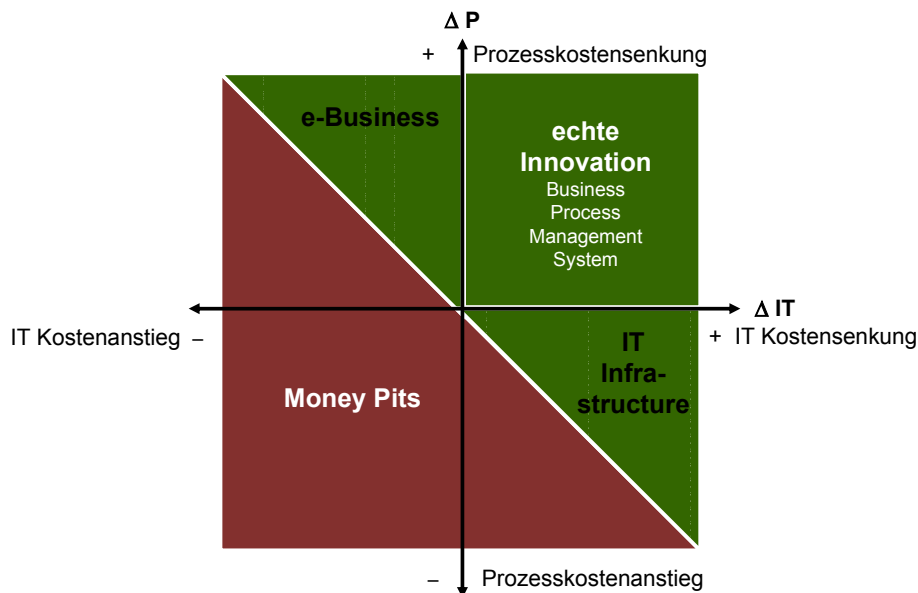 Δ P
+ Prozesskostensenkung
e-Business
echte
Innovation
Business
Process
Management
System
Δ IT
IT Kostenanstieg –
+ IT Kostensenkung
IT
Infra-
structure
Money Pits
– Prozesskostenanstieg